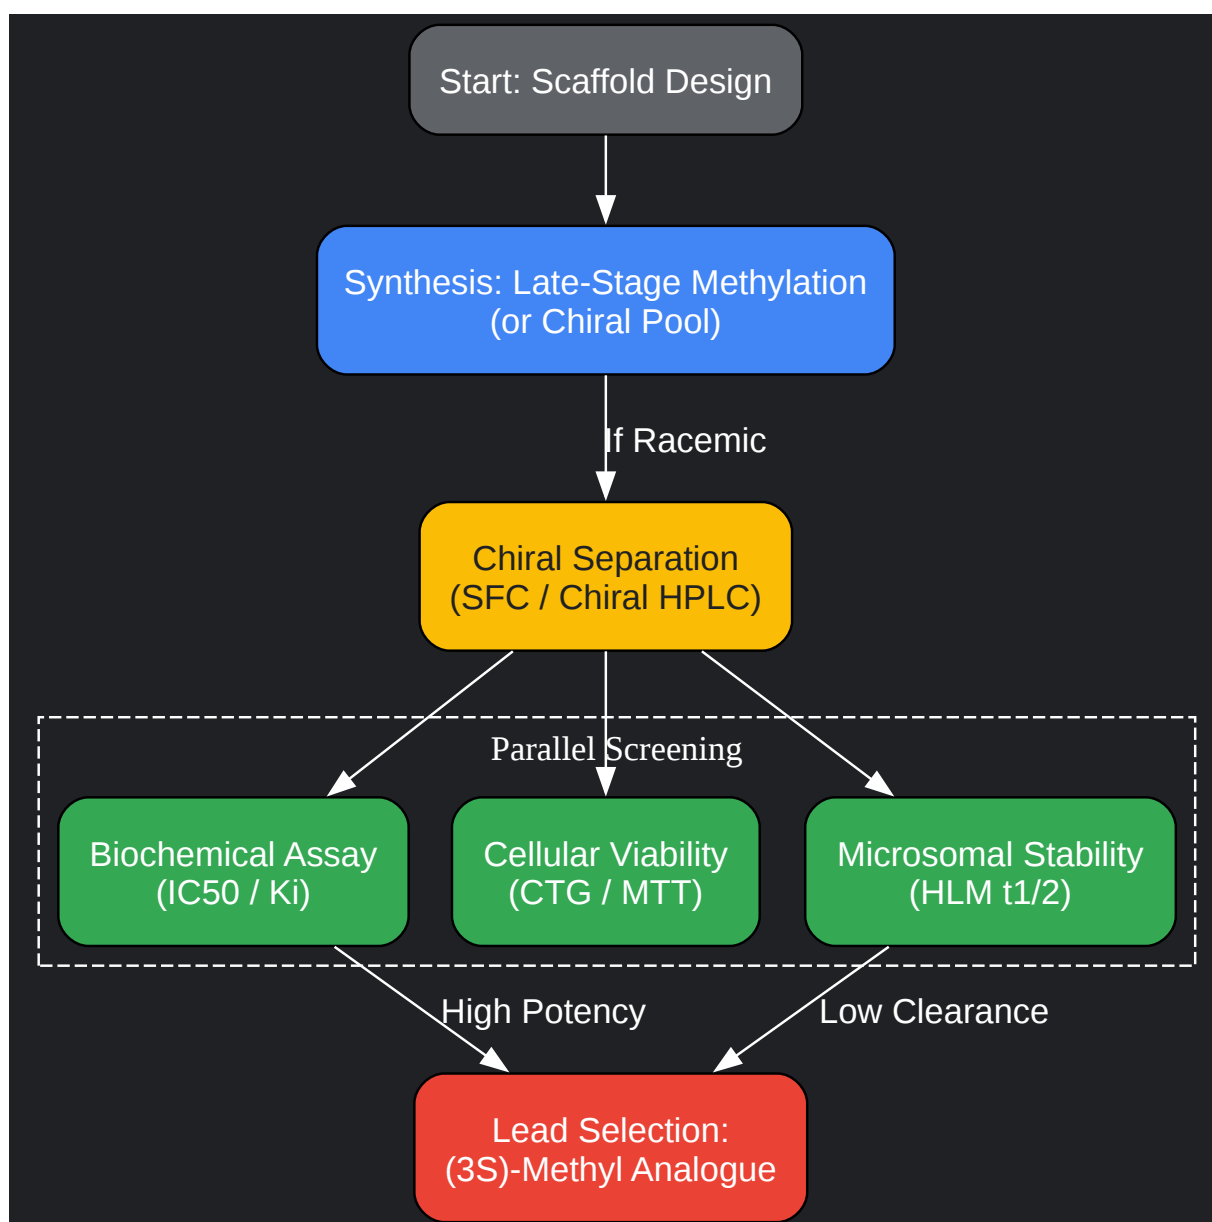 Start: Scaffold Design
Synthesis: Late-Stage Methylation
(or Chiral Pool)
If Racemic
Chiral Separation
(SFC / Chiral HPLC)
Parallel Screening
Biochemical Assay
(IC50 / Ki)
Cellular Viability
(CTG / MTT)
Microsomal Stability
(HLM t1/2)
High Potency
Low Clearance
Lead Selection:
(3S)-Methyl Analogue